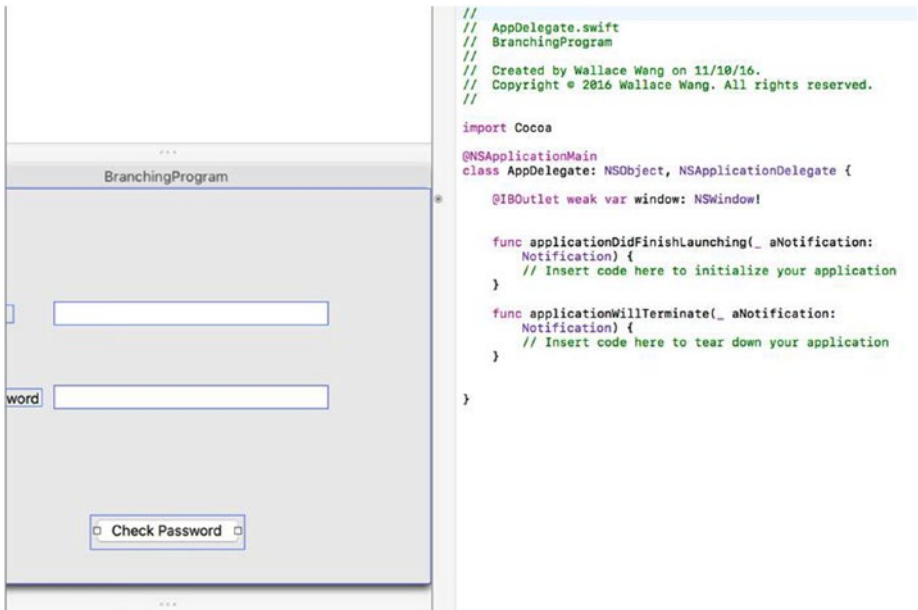 BranchingProgram
word
Check Password
//
// AppDelegate.swift
// BranchingProgram
//
// Created by Wallace Wang on 11/10/16.
// Copyright © 2016 Wallace Wang. All rights reserved.
//
import Cocoa
@NSApplicationMain
class AppDelegate: NSObject, NSApplicationDelegate {
@IBOutlet weak var window: NSWindow!
func applicationDidFinishLaunching(_ aNotification:
Notification) {
// Insert code here to initialize your application
}
func applicationWillTerminate(_ aNotification:
Notification) {
// Insert code here to tear down your application
}
}